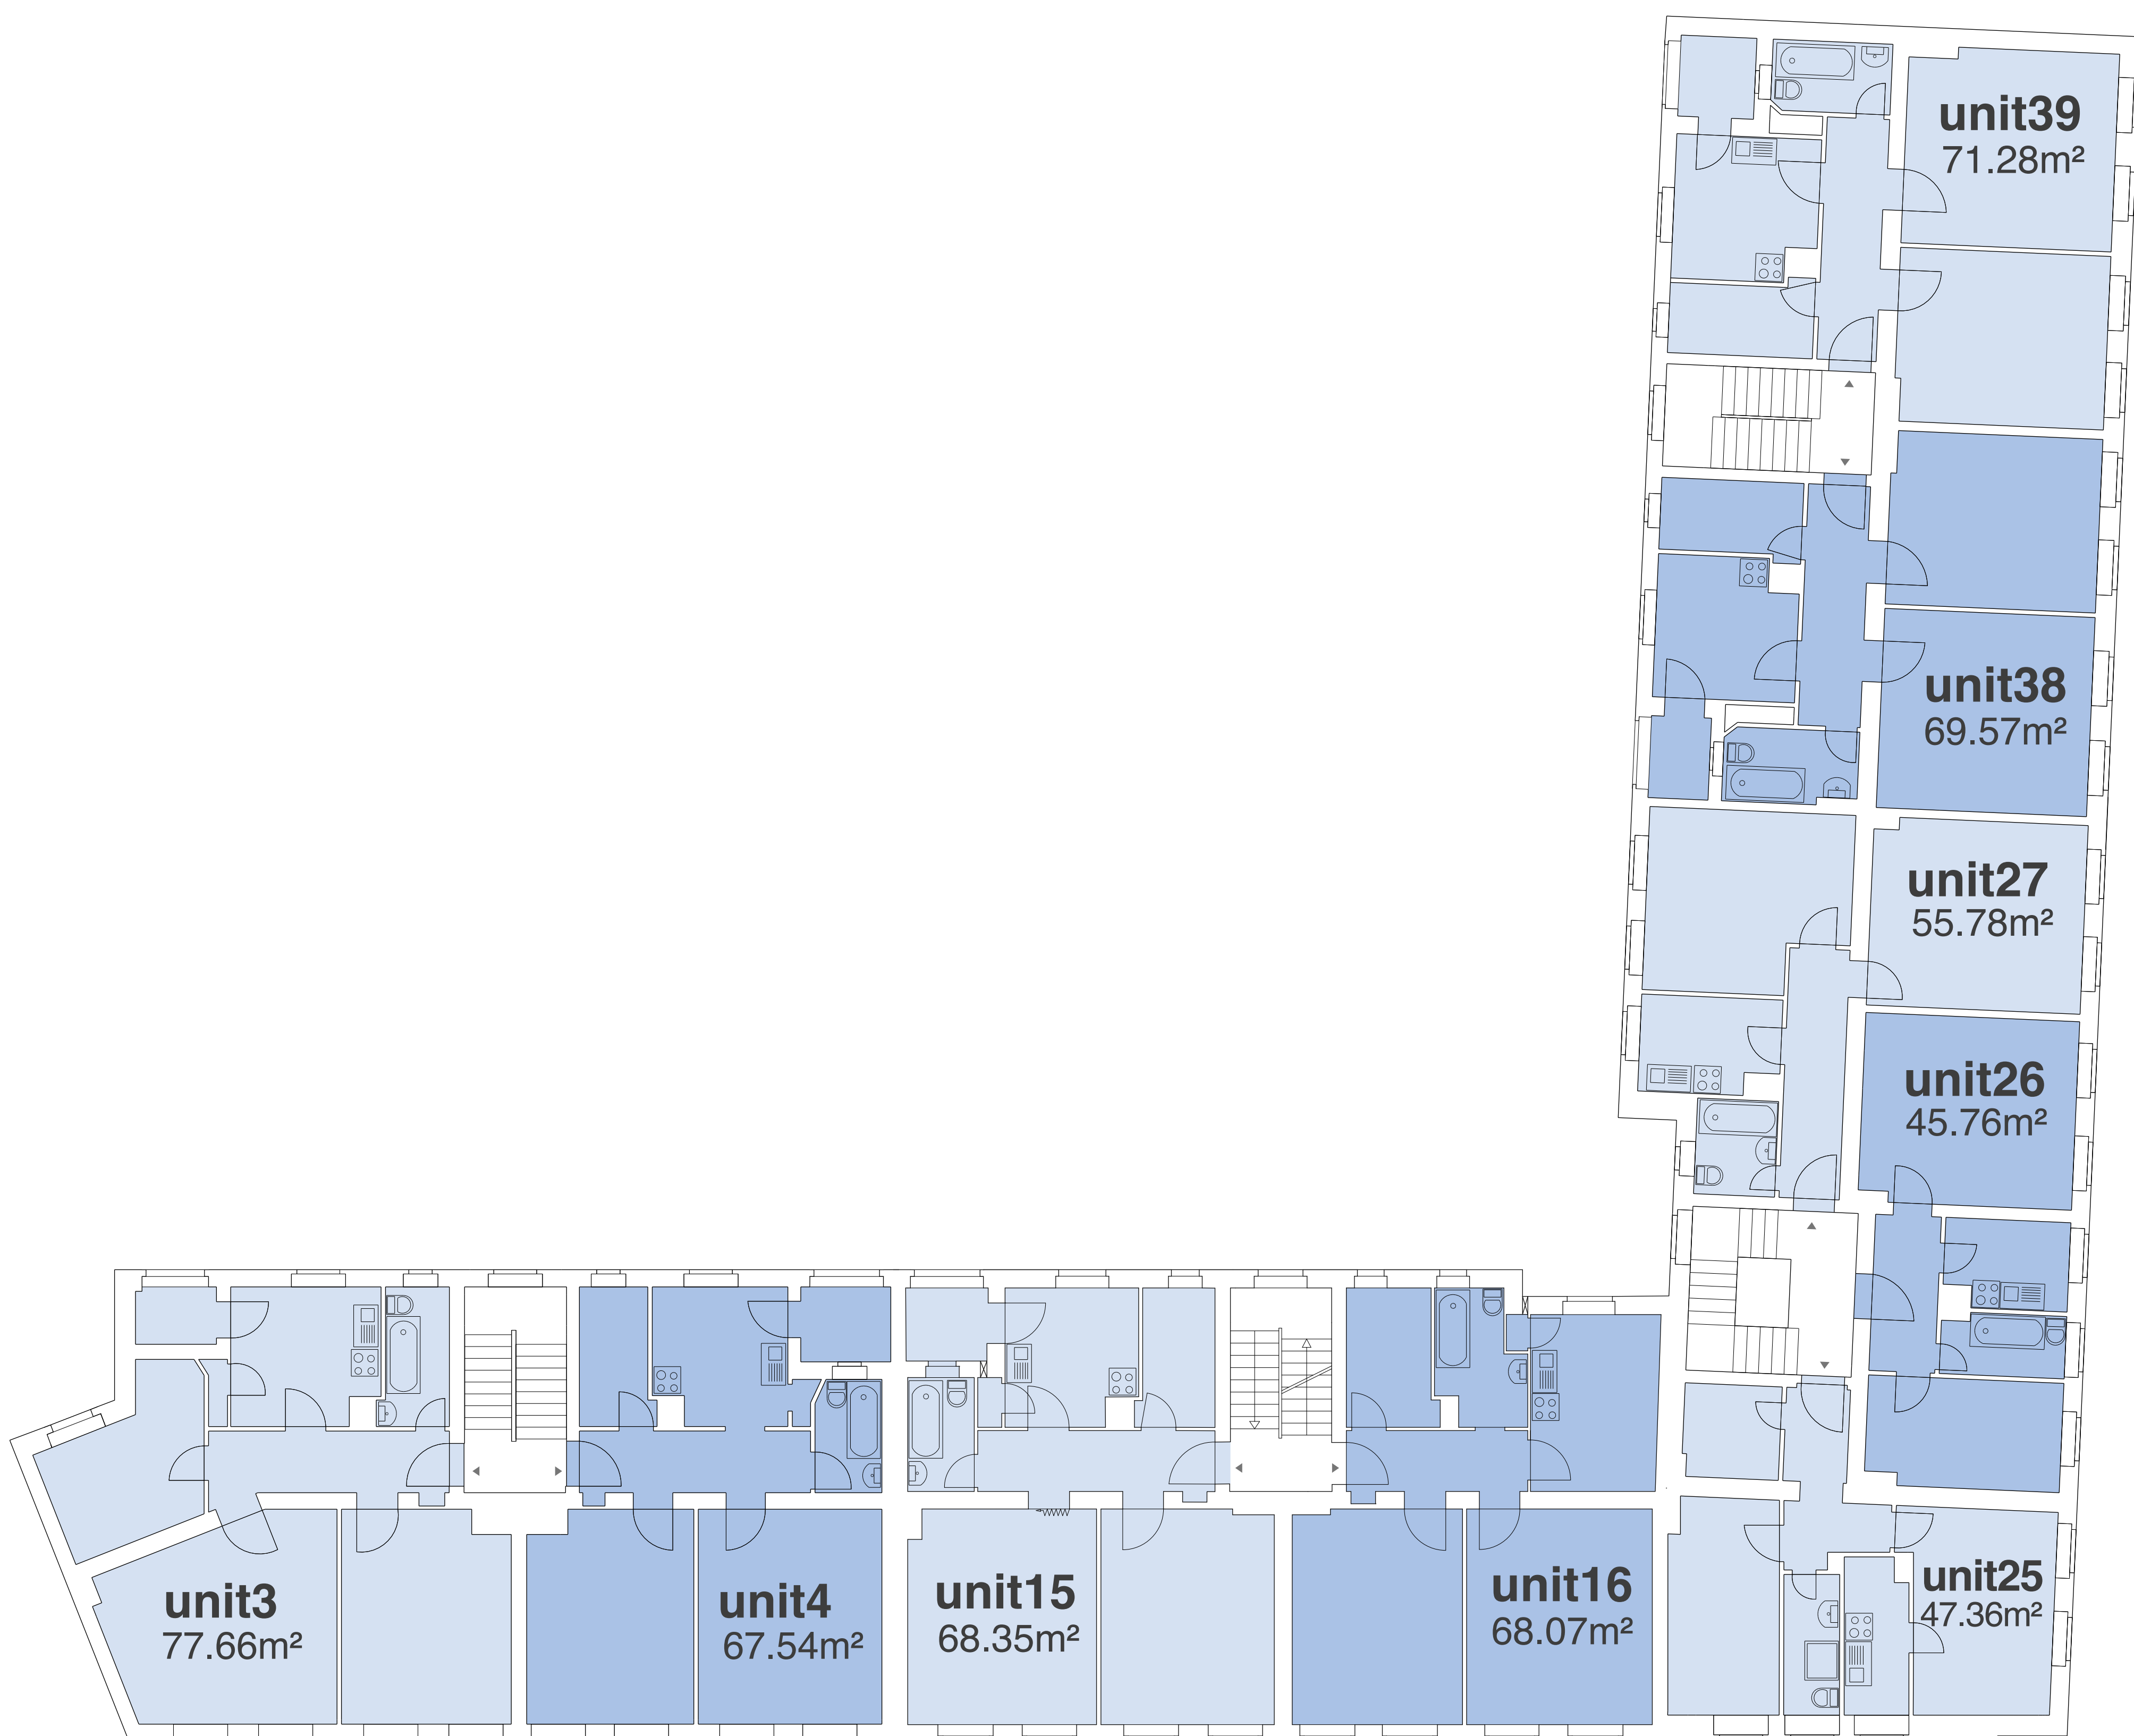 unit39
71.28m²
unit38
69.57m²
unit27
55.78m²
unit26
45.76m²
unit3
77.66m²
unit4
67.54m²
unit15
68.35m²
unit16
68.07m²
unit25
47.36m²